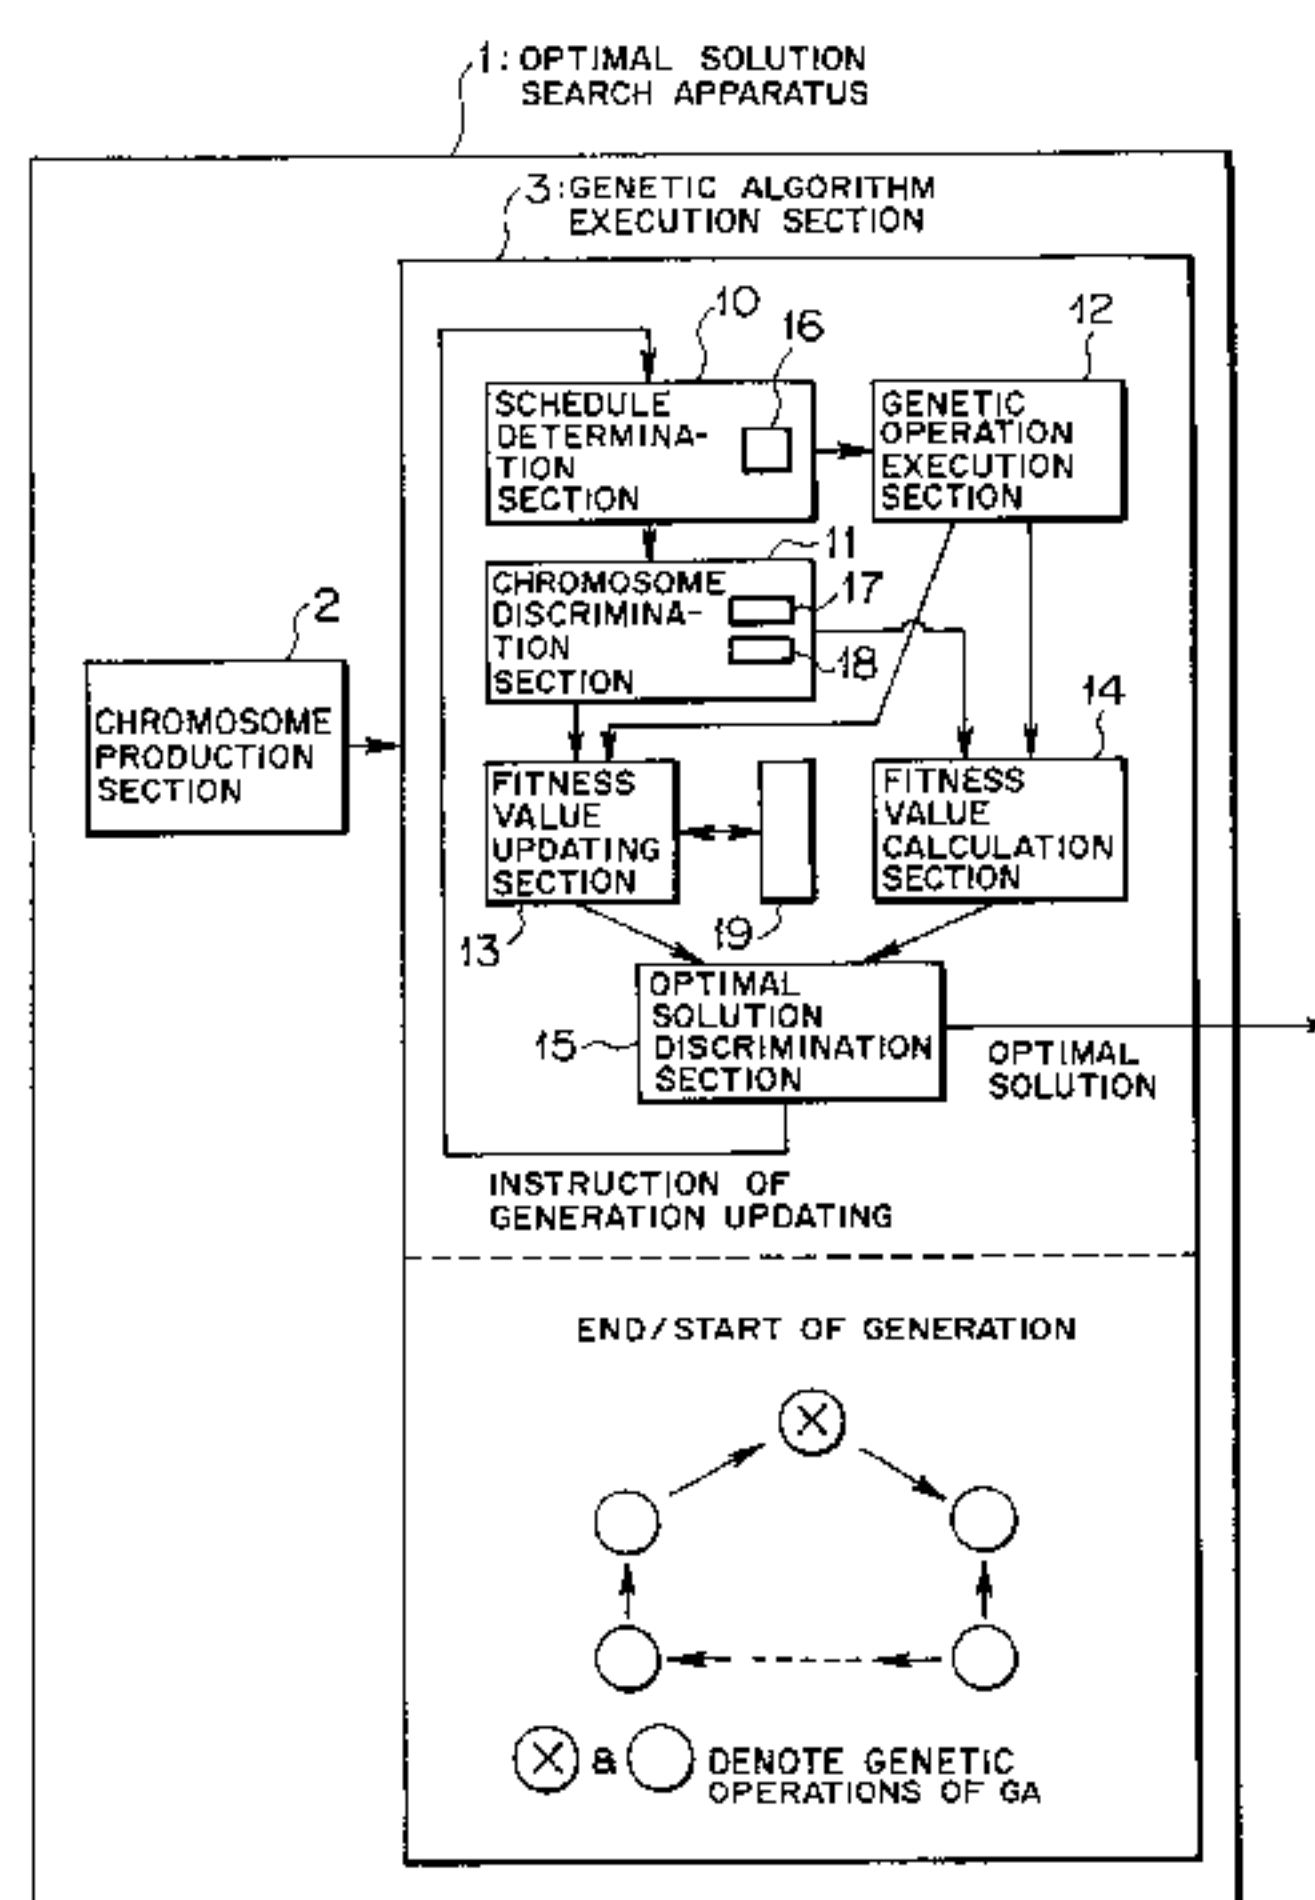 1: OPTIMAL SOLUTION
SEARCH APPARATUS
3: GENETIC ALGORITHM
EXECUTION SECTION
10
16
12
SCHEDULE
DETERMINA-
TION
SECTION
GENETIC
OPERATION
EXECUTION
SECTION
11
CHROMOSOME
DISCRIMINA-
TION
SECTION
17
18
2
CHROMOSOME
PRODUCTION
SECTION
14
FITNESS
VALUE
UPDATING
SECTION
FITNESS
VALUE
CALCULATION
SECTION
13
19
OPTIMAL
SOLUTION
DISCRIMINATION
SECTION
15
OPTIMAL
SOLUTION
INSTRUCTION OF
GENERATION UPDATING
END/START OF GENERATION
X
X & DENOTE GENETIC
OPERATIONS OF GA